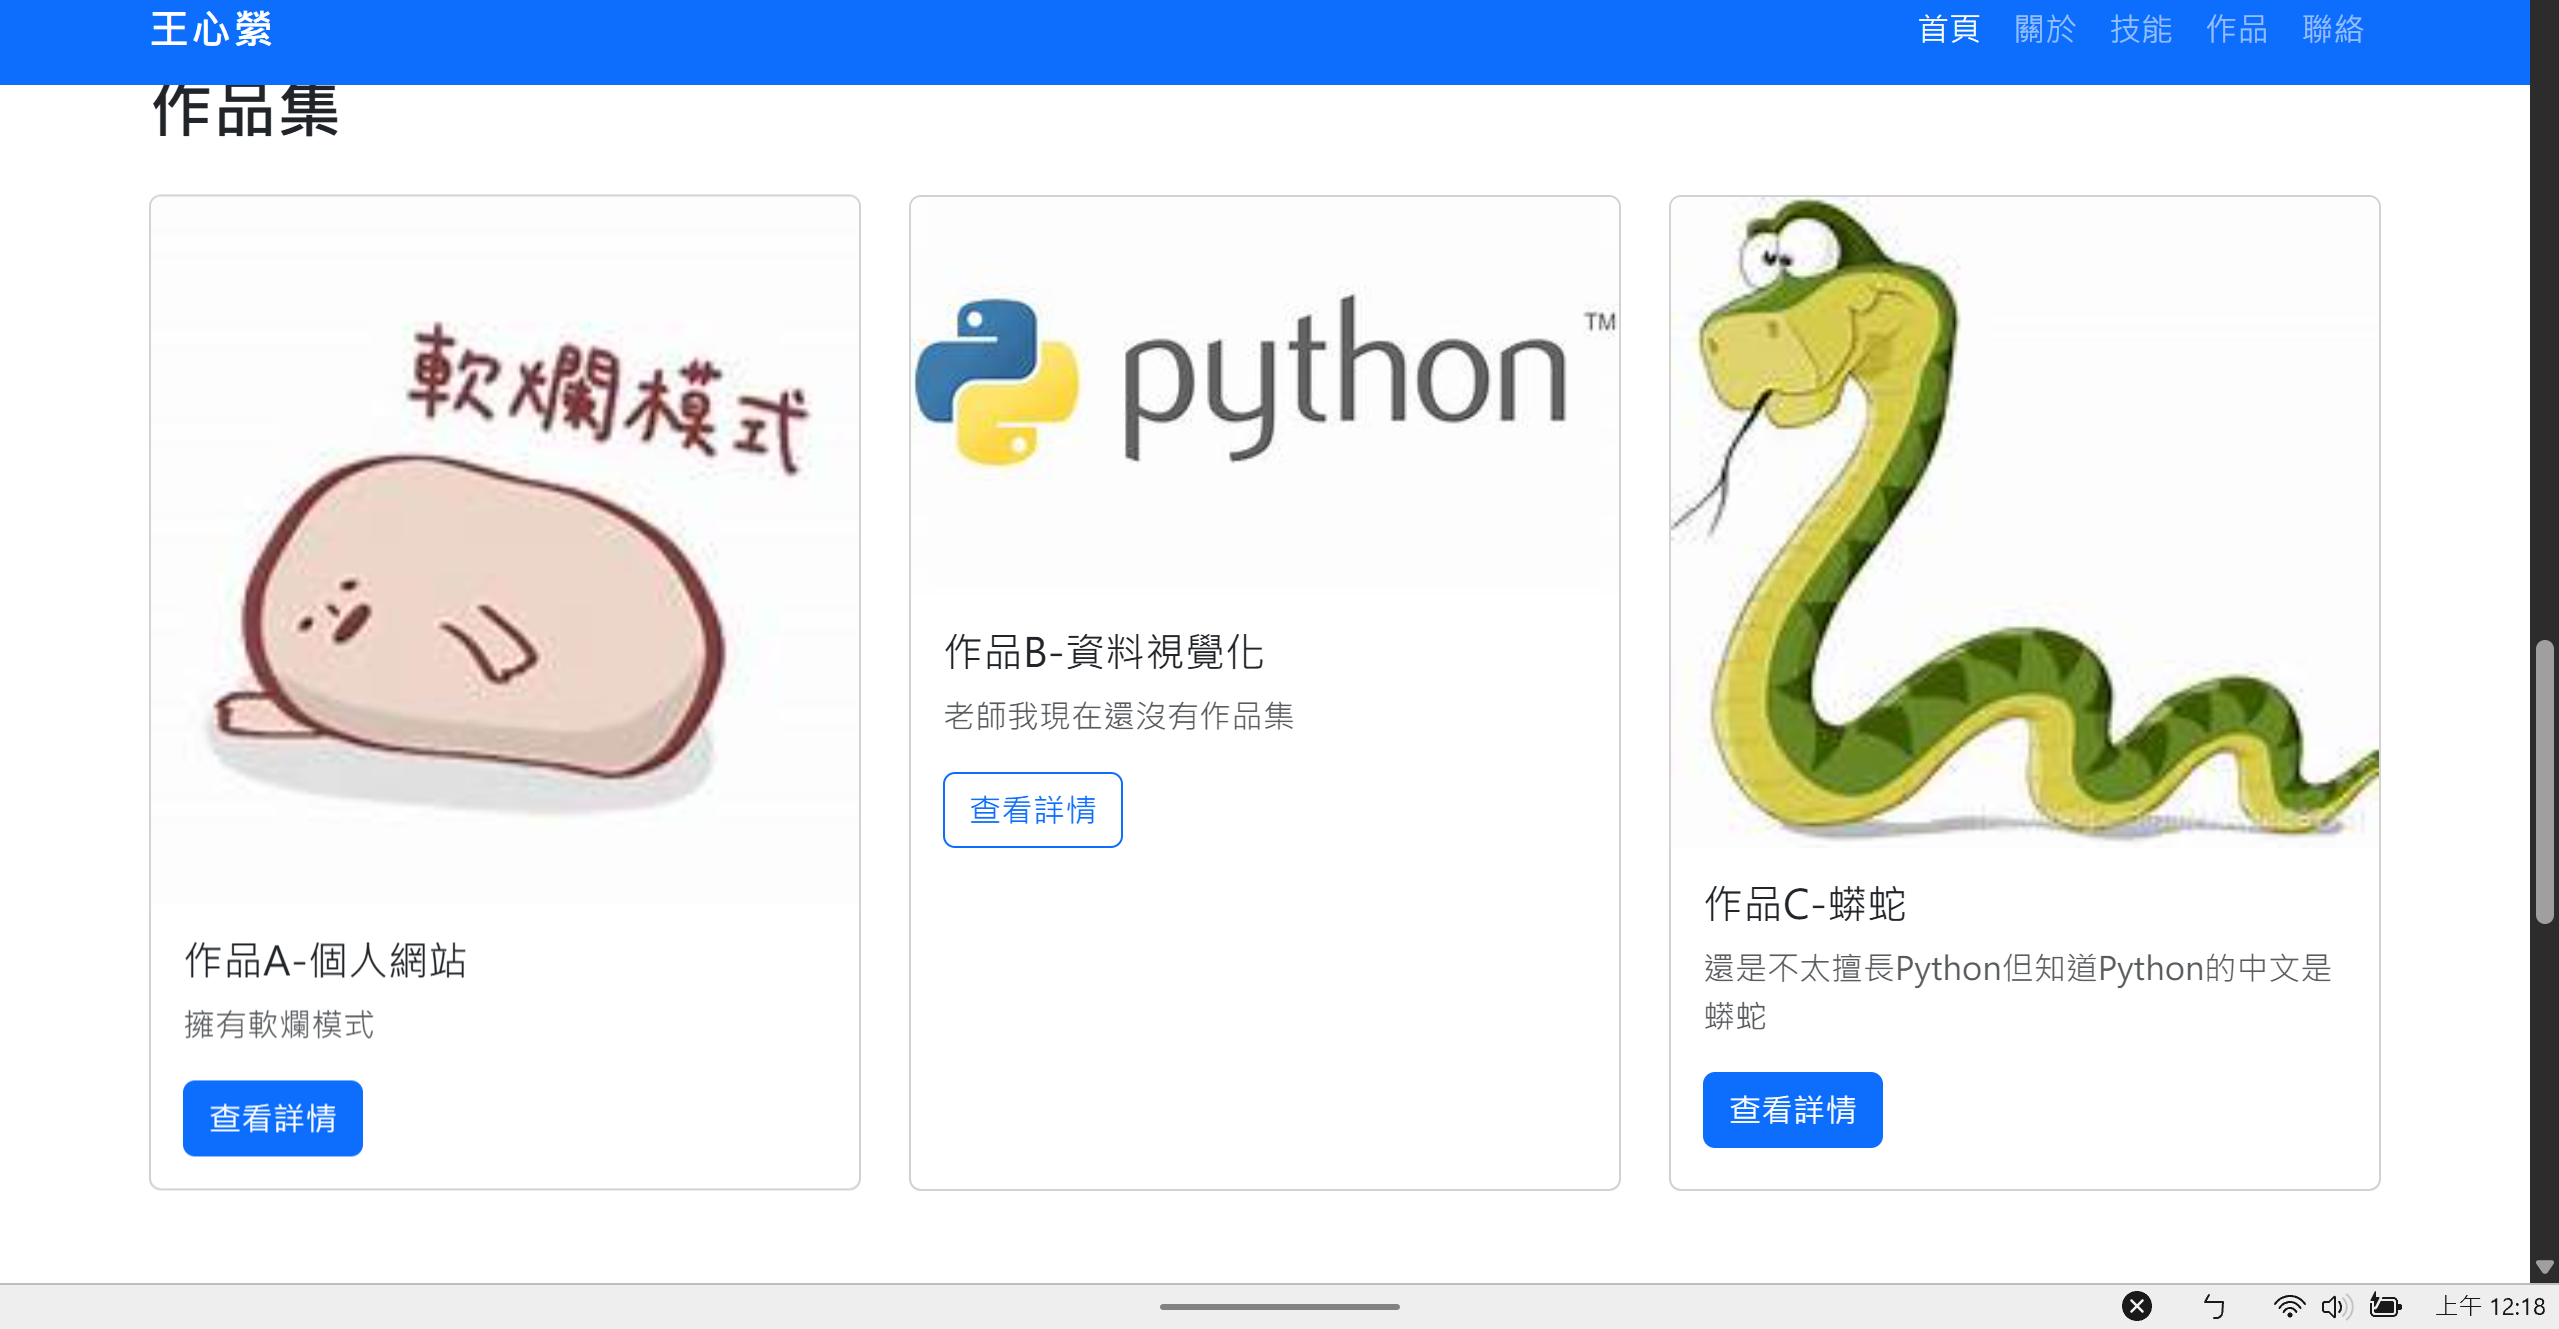 王心縈
首頁 關於 技能 作品 聯絡
作品集
軟爛模式
作品A-個人網站
擁有軟爛模式
查看詳情
python TM
作品B-資料視覺化
老師我現在還沒有作品集
查看詳情
作品C-蟒蛇
還是不太擅長Python但知道Python的中文是
蟒蛇
查看詳情
ㄅ 上午 12:18